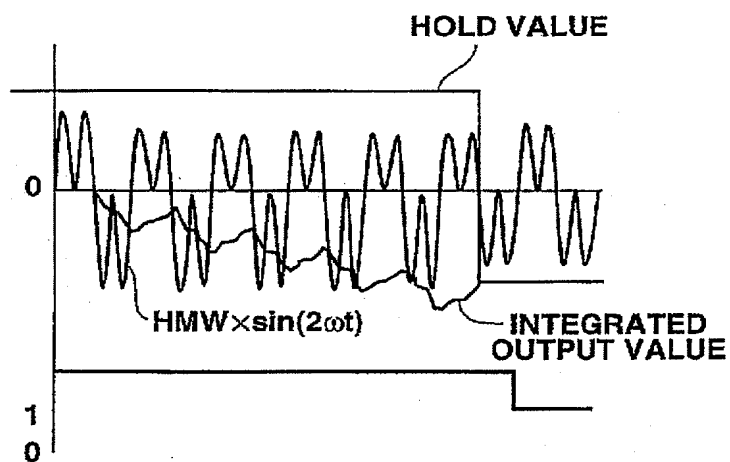 HOLD VALUE
0
HMW×sin(2ωt)
INTEGRATED
OUTPUT VALUE
1
0